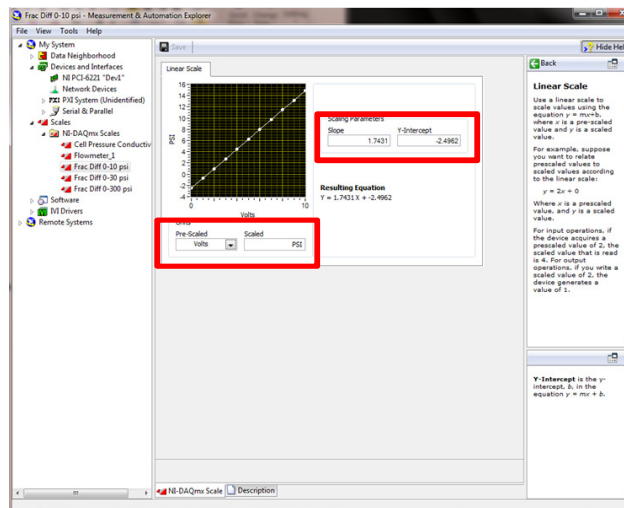 Frac Diff 0-10 psi - Measurement & Automation Explorer
File View Tools Help
My System
Data Neighborhood
Devices and Interfaces
NI PCI-6221 "Dev1"
Network Devices
PXI PXI System (Unidentified)
Serial & Parallel
Scales
NI-DAQmx Scales
Cell Pressure Conductiv
Flowmeter_1
Frac Diff 0-10 psi
Frac Diff 0-30 psi
Frac Diff 0-300 psi
Software
IVI Drivers
Remote Systems
Save
Hide Hel
Linear Scale
16
14
12
10
8
6
4
2
0
-2
-4
PSI
0
10
Volts
Scaling Parameters
Slope Y-Intercept
1.7431 -2.4962
Resulting Equation
Y = 1.7431 X + -2.4962
Units
Pre-Scaled Scaled
Volts PSI
NI-DAQmx Scale Description
Back
Linear Scale
Use a linear scale to
scale values using the
equation y = mx+b,
where x is a pre-scaled
value and y is a scaled
value.
For example, suppose
you want to relate
prescaled values to
scaled values according
to the linear scale:
y = 2x + 0
Where x is a prescaled
value, and y is a scaled
value.
For input operations, if
the device acquires a
prescaled value of 2, the
scaled value that is read
is 4. For output
operations, if you write a
scaled value of 2, the
device generates a
value of 1.
Y-Intercept is the y-
intercept, b, in the
equation y = mx + b.